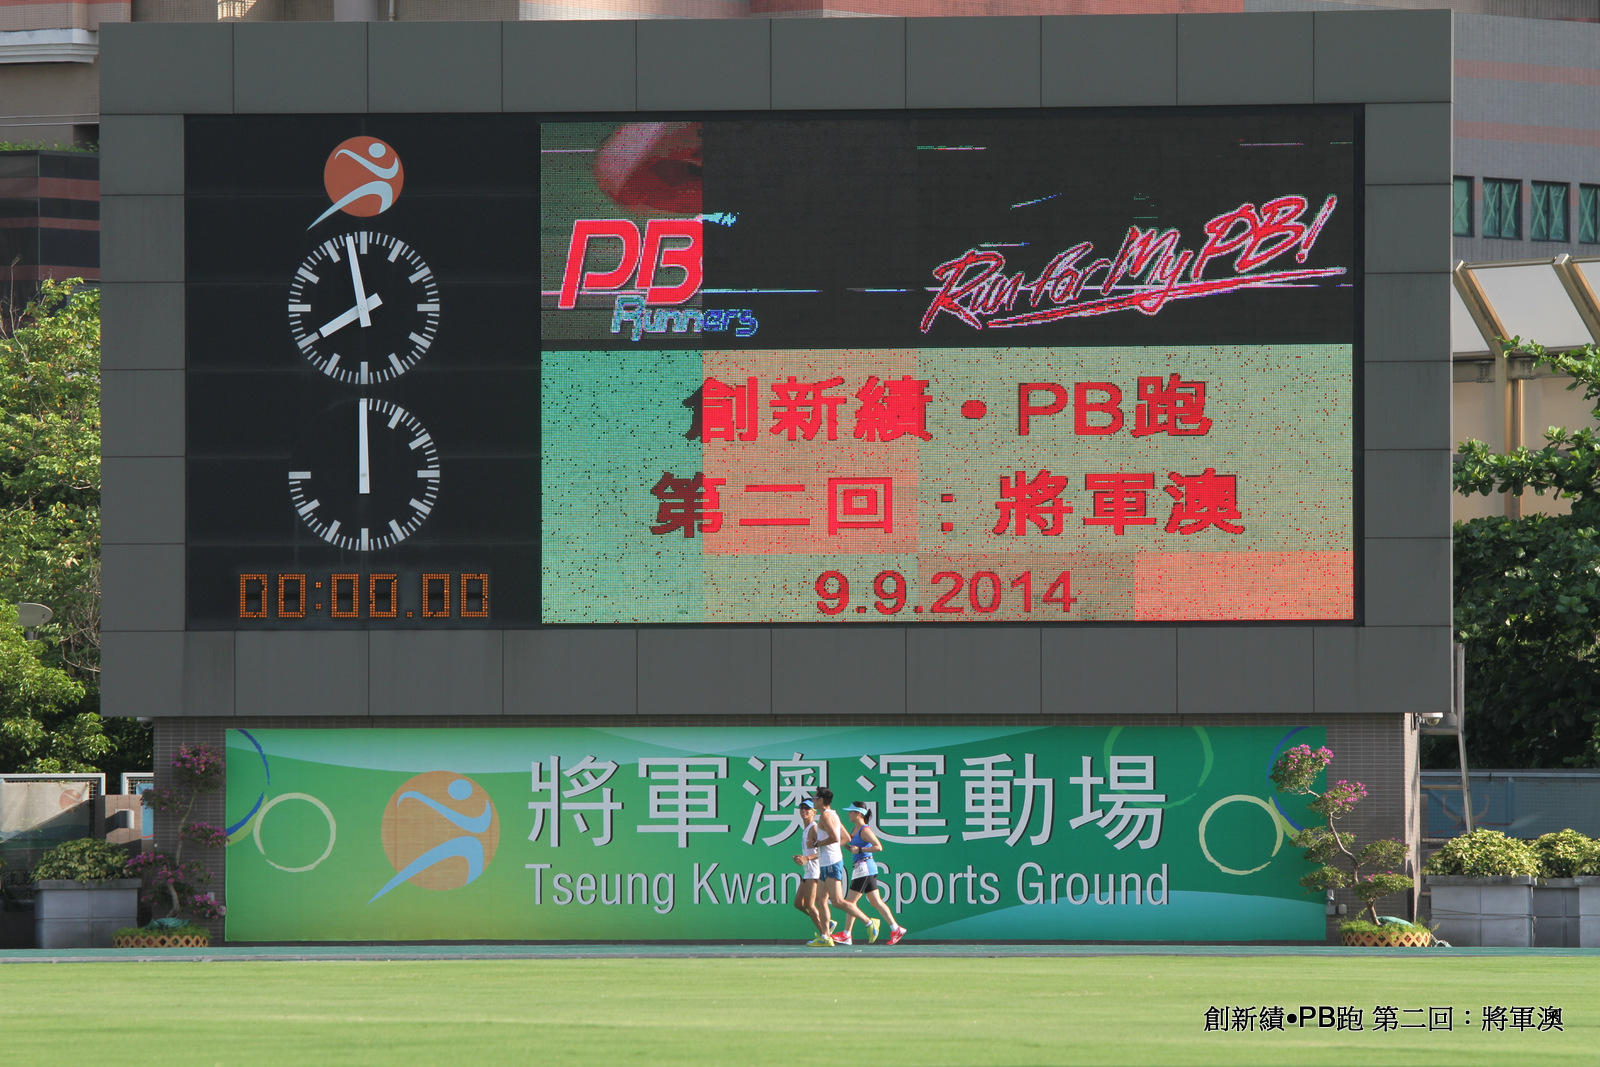 PB
Runners
Run for My PB!
創新績·PB跑
第二回：將軍澳
9.9.2014
00:00.00
將軍澳運動場
Tseung Kwan Sports Ground
創新績•PB跑 第二回：將軍澳